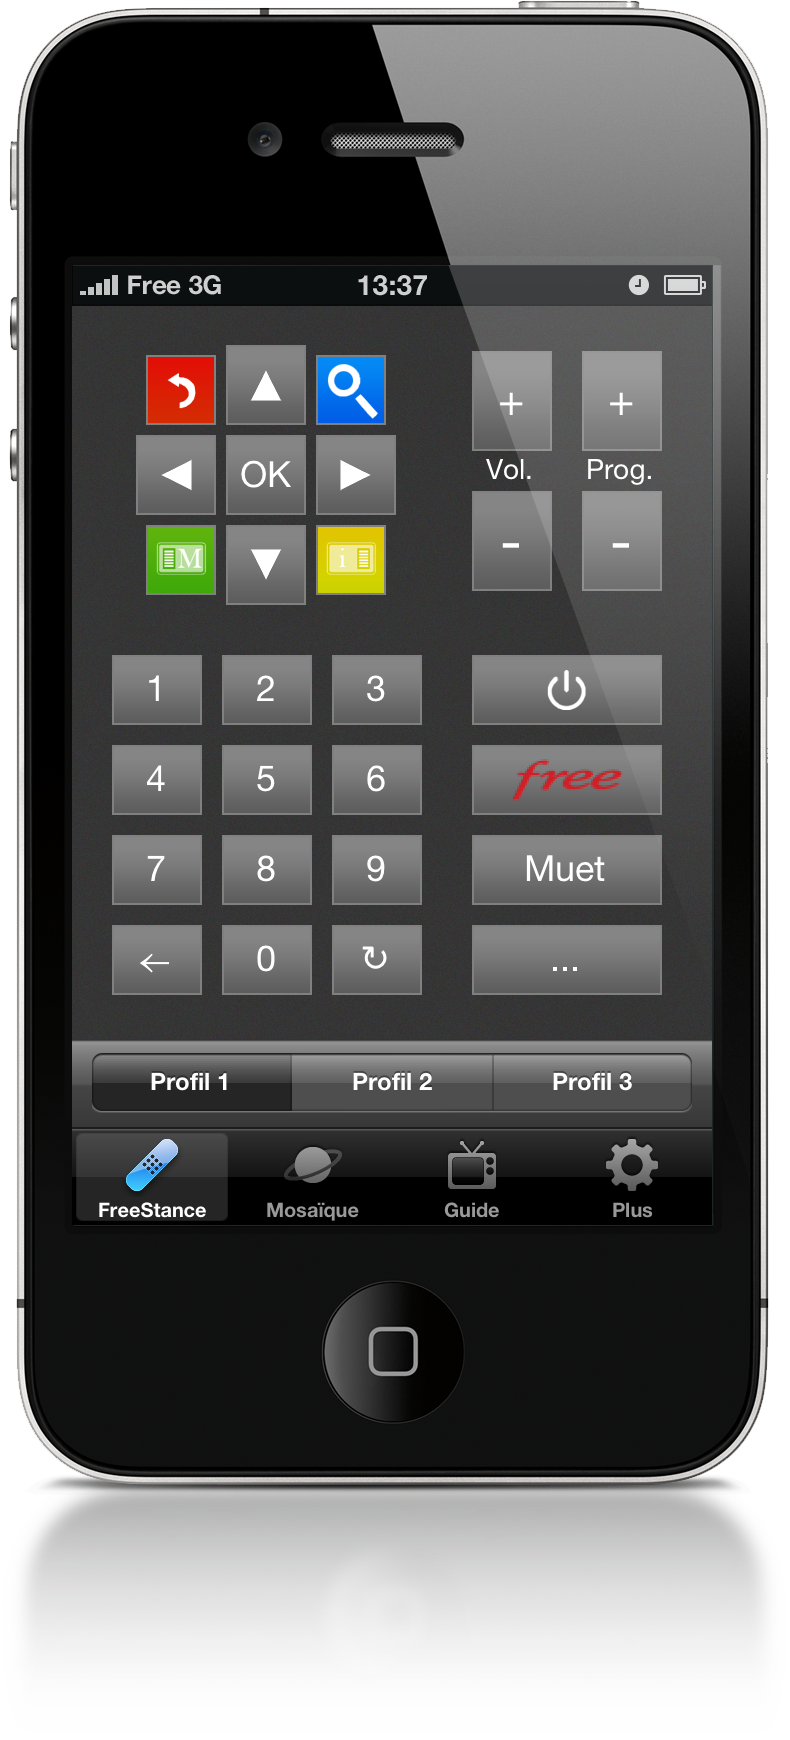 Free 3G 13:37
OK
+ +
Vol. Prog.
M i
- -
1 2 3
4 5 6 free
7 8 9 Muet
← 0 ↻ ...
Profil 1 Profil 2 Profil 3
FreeStance Mosaïque Guide Plus